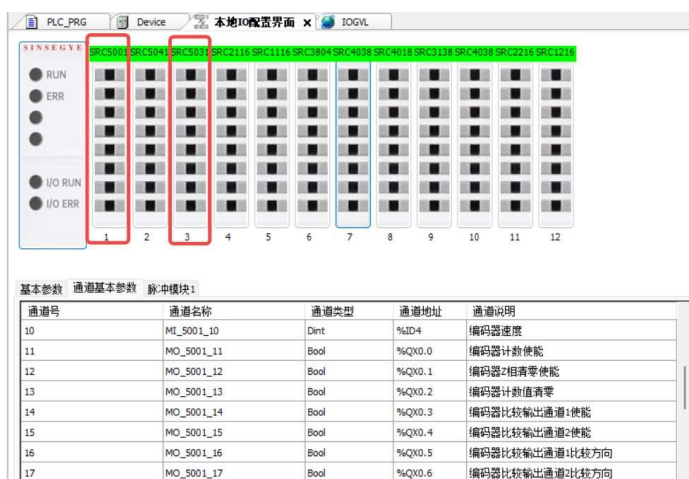 PLC_PRG Device 本地IO配置界面 x IOGVL
SINSEGYE SRC5001 SRC5041 SRC5031 SRC2116 SRC1116 SRC3804 SRC4038 SRC4018 SRC3138 SRC4038 SRC2216 SRC1216
RUN
ERR
I/O RUN
I/O ERR
1 2 3 4 5 6 7 8 9 10 11 12
基本参数 通道基本参数 脉冲模块1
通道号 通道名称 通道类型 通道地址 通道说明
10 MI_5001_10 Dint %ID4 编码器速度
11 MO_5001_11 Bool %QX0.0 编码器计数使能
12 MO_5001_12 Bool %QX0.1 编码器Z相清零使能
13 MO_5001_13 Bool %QX0.2 编码器计数值清零
14 MO_5001_14 Bool %QX0.3 编码器比较输出通道1使能
15 MO_5001_15 Bool %QX0.4 编码器比较输出通道2使能
16 MO_5001_16 Bool %QX0.5 编码器比较输出通道1比较方向
17 MO_5001_17 Bool %QX0.6 编码器比较输出通道2比较方向